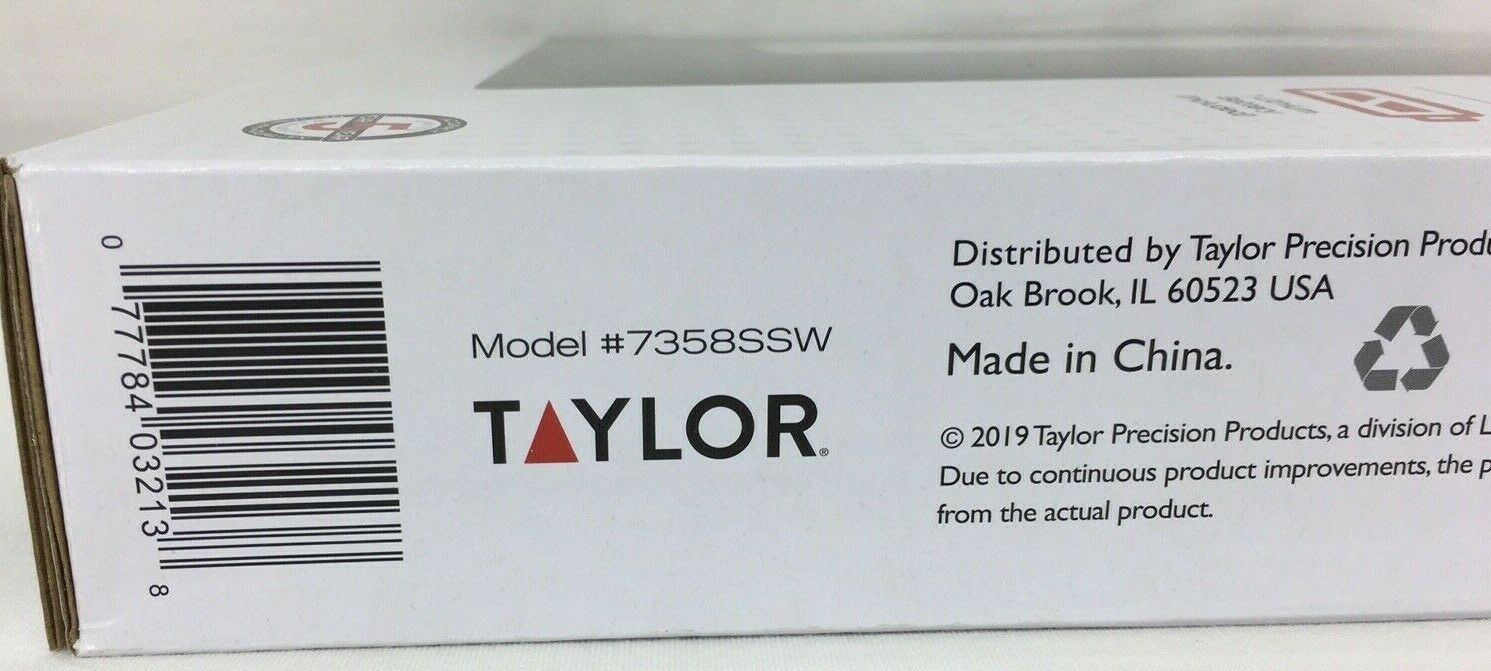 0
77784 03213
8
Model #7358SSW
TAYLOR®
Distributed by Taylor Precision
Oak Brook, IL 60523 USA
Made in China.
© 2019 Taylor Precision Products, a division of L
Due to continuous product improvements, the p
from the actual product.